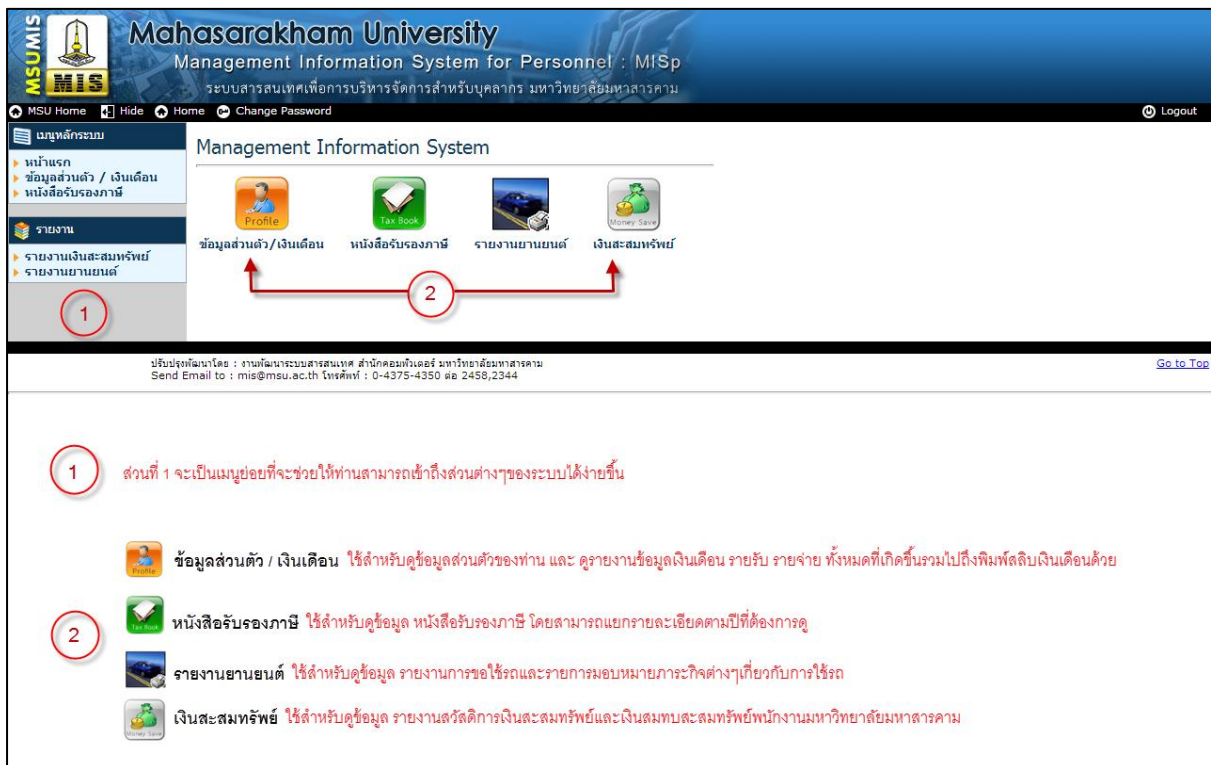 MSUMIS
MIS
Mahasarakham University
Management Information System for Personnel : MISp
ระบบสารสนเทศเพื่อการบริหารจัดการสำหรับบุคลากร มหาวิทยาลัยมหาสารคาม
MSU Home Hide Home Change Password Logout
เมนูหลักระบบ
หน้าแรก
ข้อมูลส่วนตัว / เงินเดือน
หนังสือรับรองภาษี
รายงาน
รายงานเงินสะสมทรัพย์
รายงานยานยนต์
1
Management Information System
Profile Tax Book Money Save
ข้อมูลส่วนตัว/เงินเดือน หนังสือรับรองภาษี รายงานยานยนต์ เงินสะสมทรัพย์
2
ปรับปรุงพัฒนาโดย : งานพัฒนาระบบสารสนเทศ สำนักคอมพิวเตอร์ มหาวิทยาลัยมหาสารคาม
Send Email to : mis@msu.ac.th โทรศัพท์ : 0-4375-4350 ต่อ 2458,2344
Go to Top
1 ส่วนที่ 1 จะเป็นเมนูย่อยที่จะช่วยให้ท่านสามารถเข้าถึงส่วนต่างๆของระบบได้ง่ายขึ้น
2
Profile ข้อมูลส่วนตัว / เงินเดือน ใช้สำหรับดูข้อมูลส่วนตัวของท่าน และ ดูรายงานข้อมูลเงินเดือน รายรับ รายจ่าย ทั้งหมดที่เกิดขึ้นรวมไปถึงพิมพ์สลิบเงินเดือนด้วย
Tax Book หนังสือรับรองภาษี ใช้สำหรับดูข้อมูล หนังสือรับรองภาษี โดยสามารถแยกรายละเอียดตามปีที่ต้องการดู
รายงานยานยนต์ ใช้สำหรับดูข้อมูล รายงานการขอใช้รถและรายการมอบหมายภาระกิจต่างๆเกี่ยวกับการใช้รถ
Money Save เงินสะสมทรัพย์ ใช้สำหรับดูข้อมูล รายงานสวัสดิการเงินสะสมทรัพย์และเงินสมทบสะสมทรัพย์พนักงานมหาวิทยาลัยมหาสารคาม